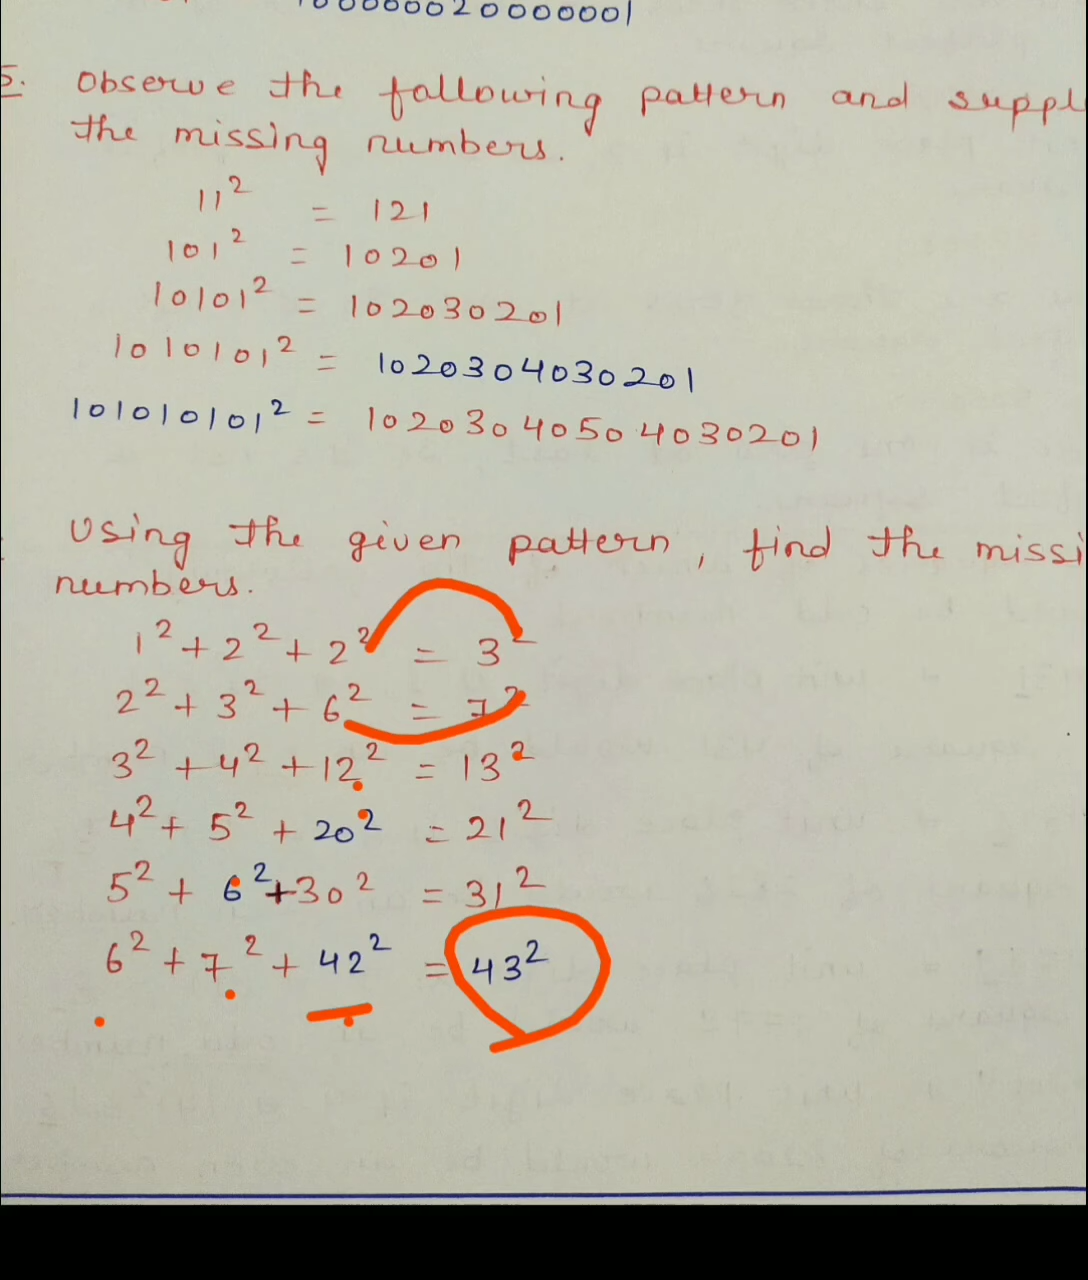 10000002000001
5. Observe the following pattern and suppl
the missing numbers.
11² = 121
101² = 10201
10101² = 102030201
1010101² = 1020304030201
101010101² = 10203040504030201
Using the given pattern, find the missi
numbers.
1² + 2² + 2² = 3²
2² + 3² + 6² = 7²
3² + 4² + 12² = 13²
4² + 5² + 20² = 21²
5² + 6² + 30² = 31²
6² + 7² + 42² = 43²